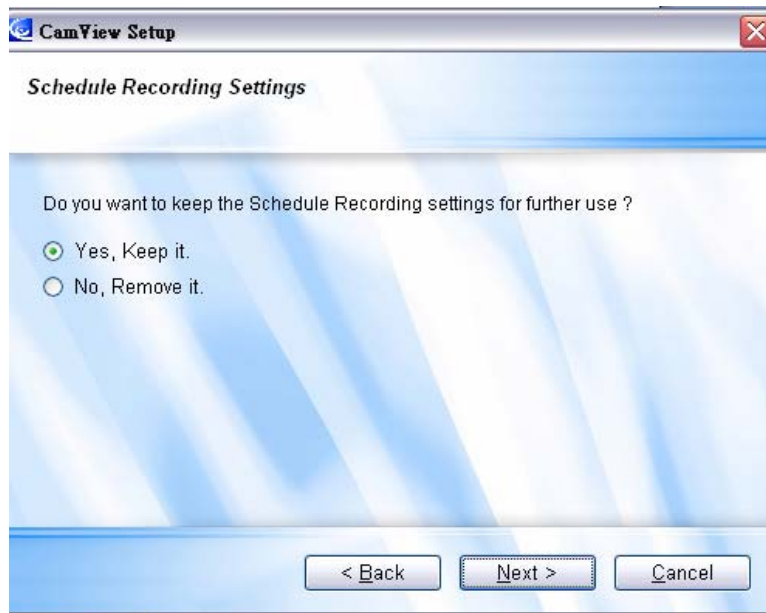 CamView Setup
Schedule Recording Settings
Do you want to keep the Schedule Recording settings for further use ?
Yes, Keep it.
No, Remove it.
< Back
Next >
Cancel